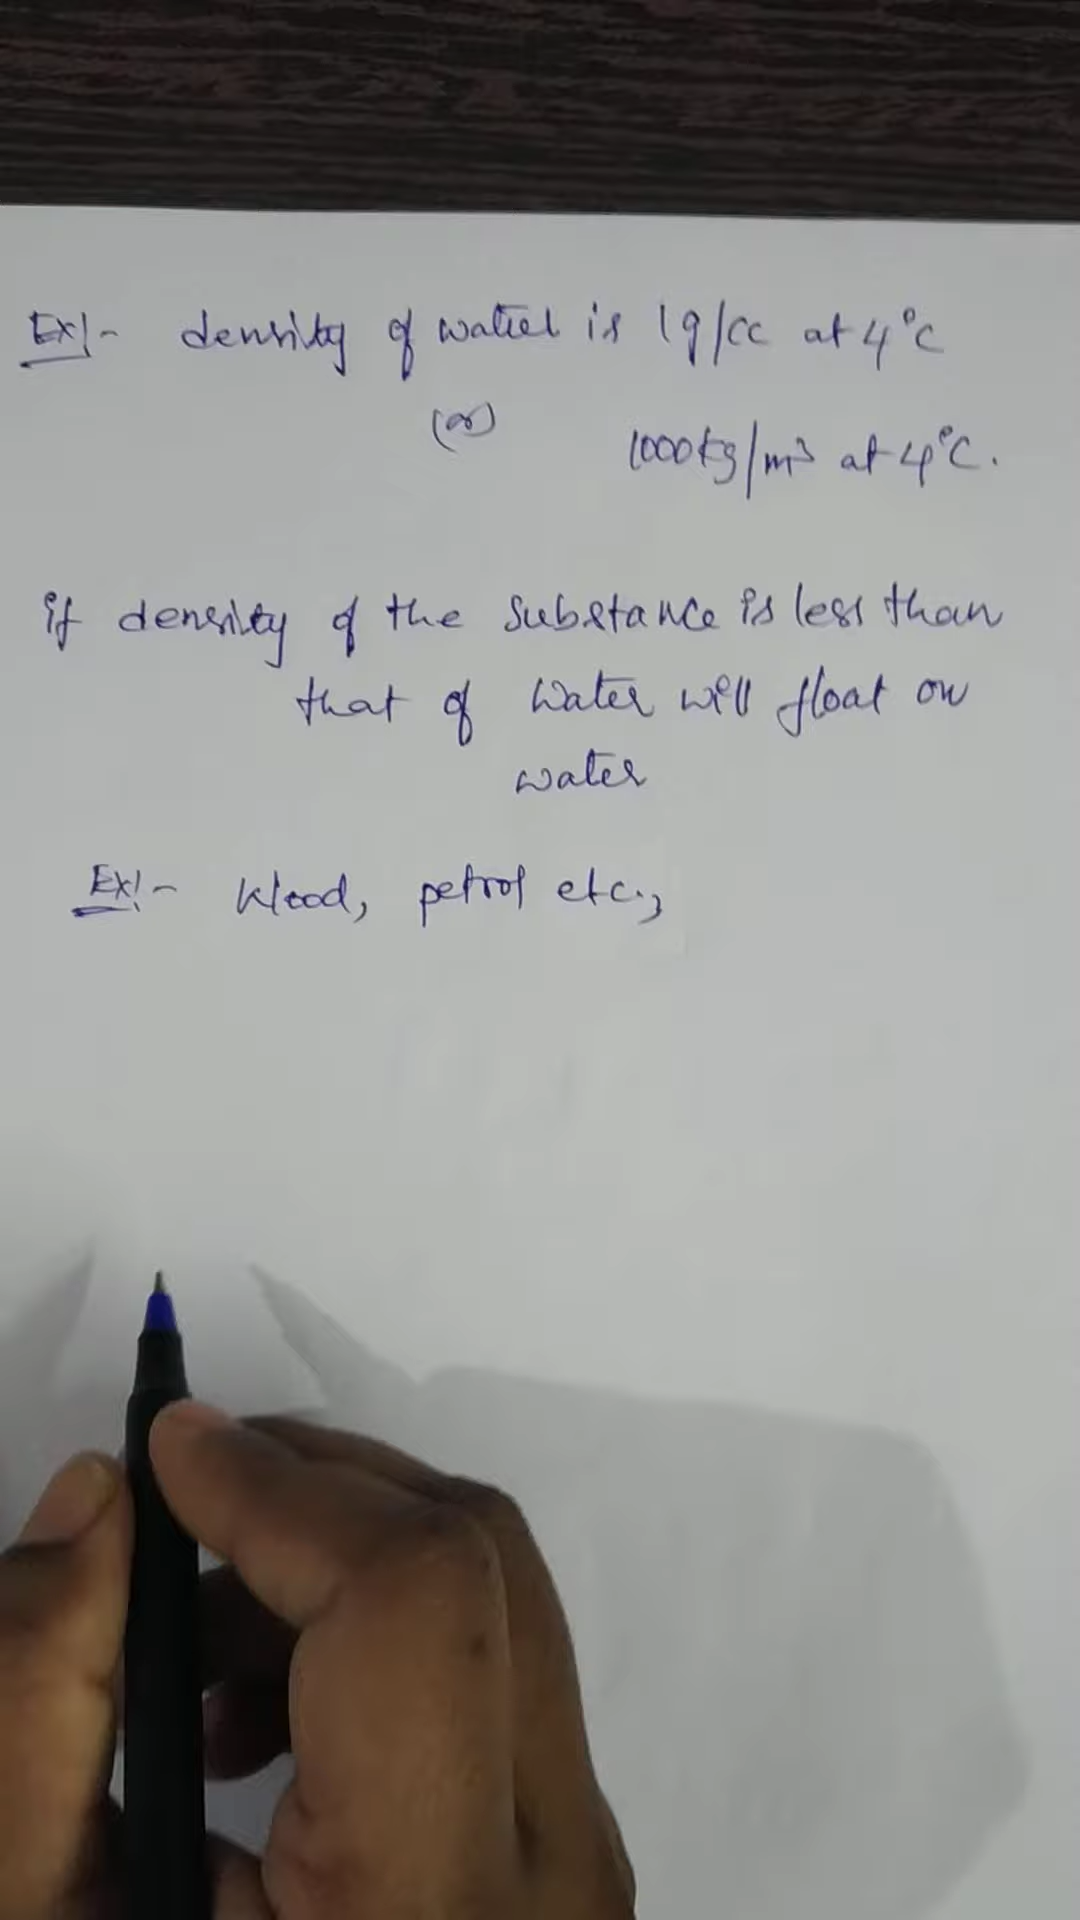 Ex!- density of water is 1g/cc at 4°C
(or)
1000kg/m³ at 4°C.
if density of the substance is less than
that of water will float on
water
Ex!- Wood, petrol etc.,